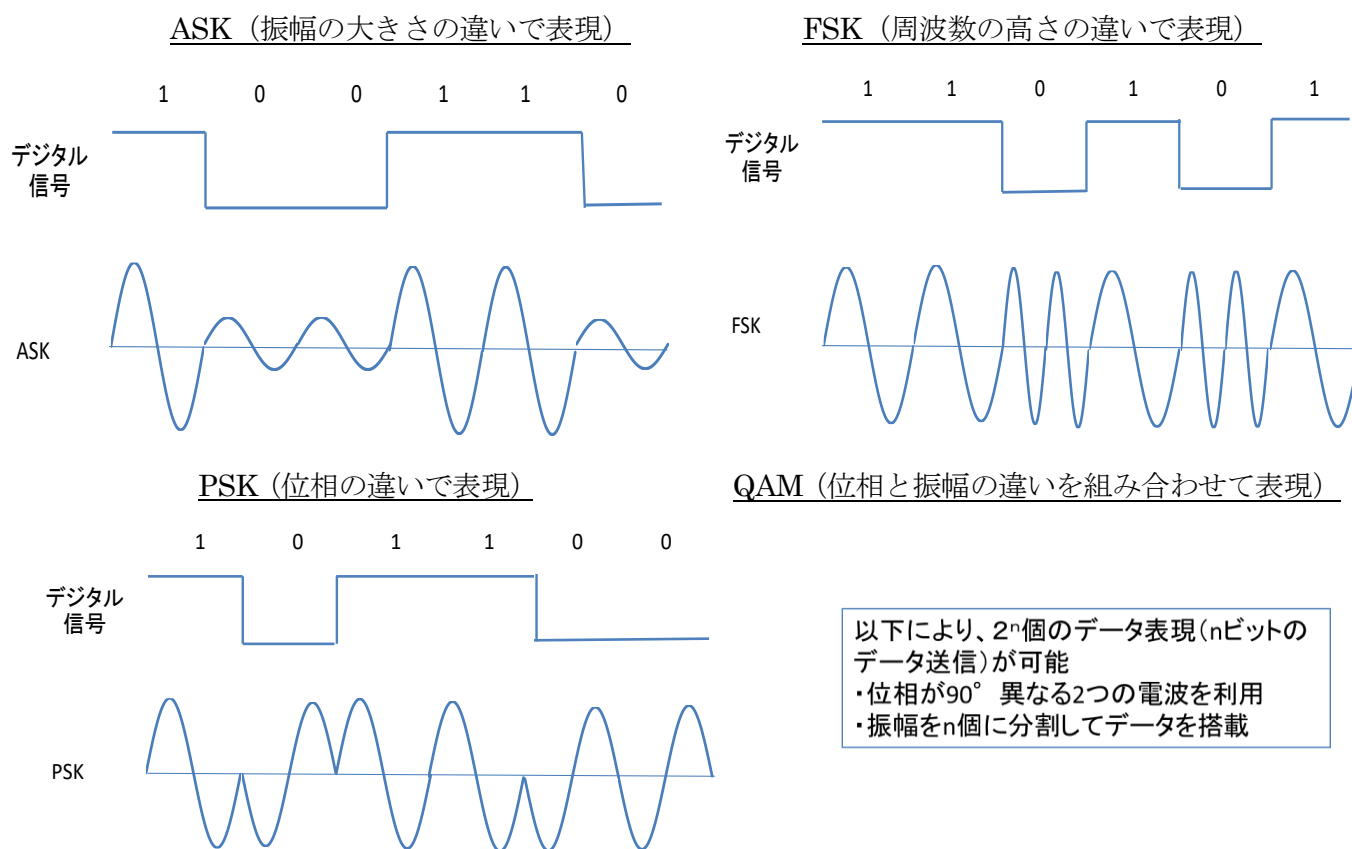 ASK（振幅の大きさの違いで表現）
1 0 0 1 1 0
デジタル
信号
ASK
FSK（周波数の高さの違いで表現）
1 1 0 1 0 1
デジタル
信号
FSK
PSK（位相の違いで表現）
1 0 1 1 0 0
デジタル
信号
PSK
QAM（位相と振幅の違いを組み合わせて表現）
以下により、2ⁿ個のデータ表現（nビットの
データ送信）が可能
・位相が90°異なる2つの電波を利用
・振幅をn個に分割してデータを搭載